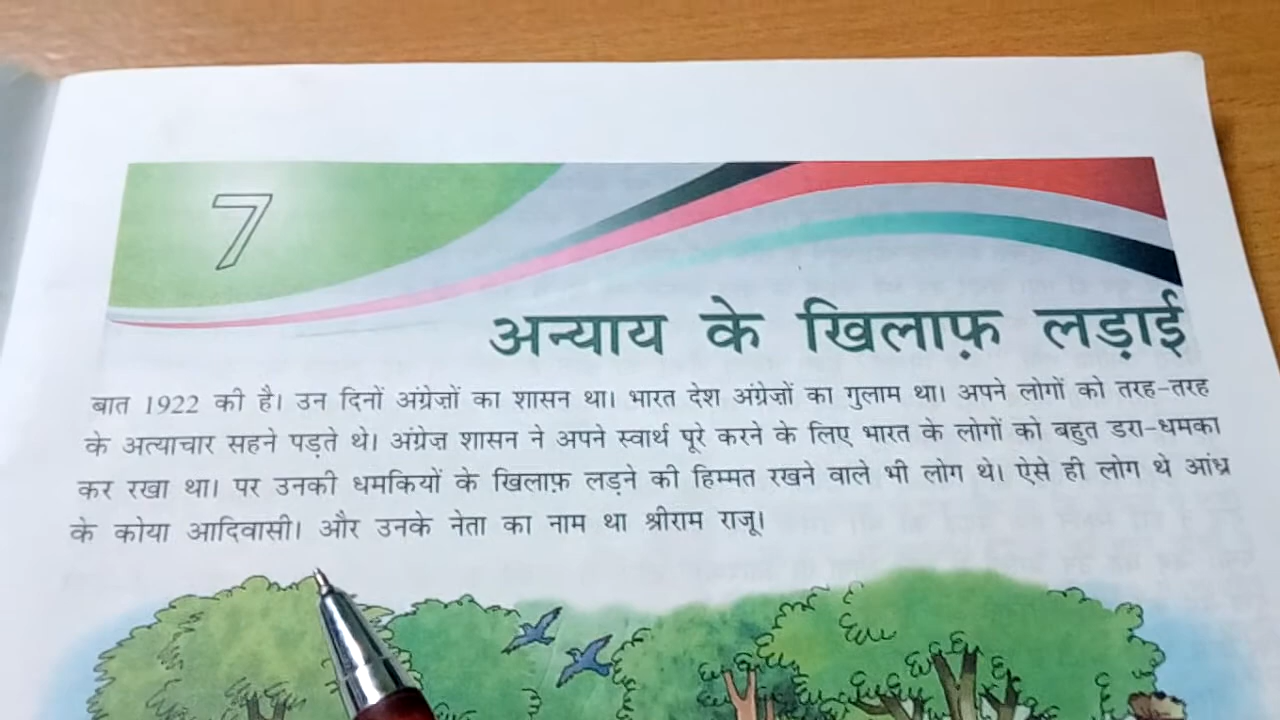 7
अन्याय के खिलाफ़ लड़ाई
बात 1922 की है। उन दिनों अंग्रेज़ों का शासन था। भारत देश अंग्रेज़ों का गुलाम था। अपने लोगों को तरह-तरह
के अत्याचार सहने पड़ते थे। अंग्रेज़ शासन ने अपने स्वार्थ पूरे करने के लिए भारत के लोगों को बहुत डरा-धमका
कर रखा था। पर उनकी धमकियों के खिलाफ़ लड़ने की हिम्मत रखने वाले भी लोग थे। ऐसे ही लोग थे आंध्र
के कोया आदिवासी। और उनके नेता का नाम था श्रीराम राजू।